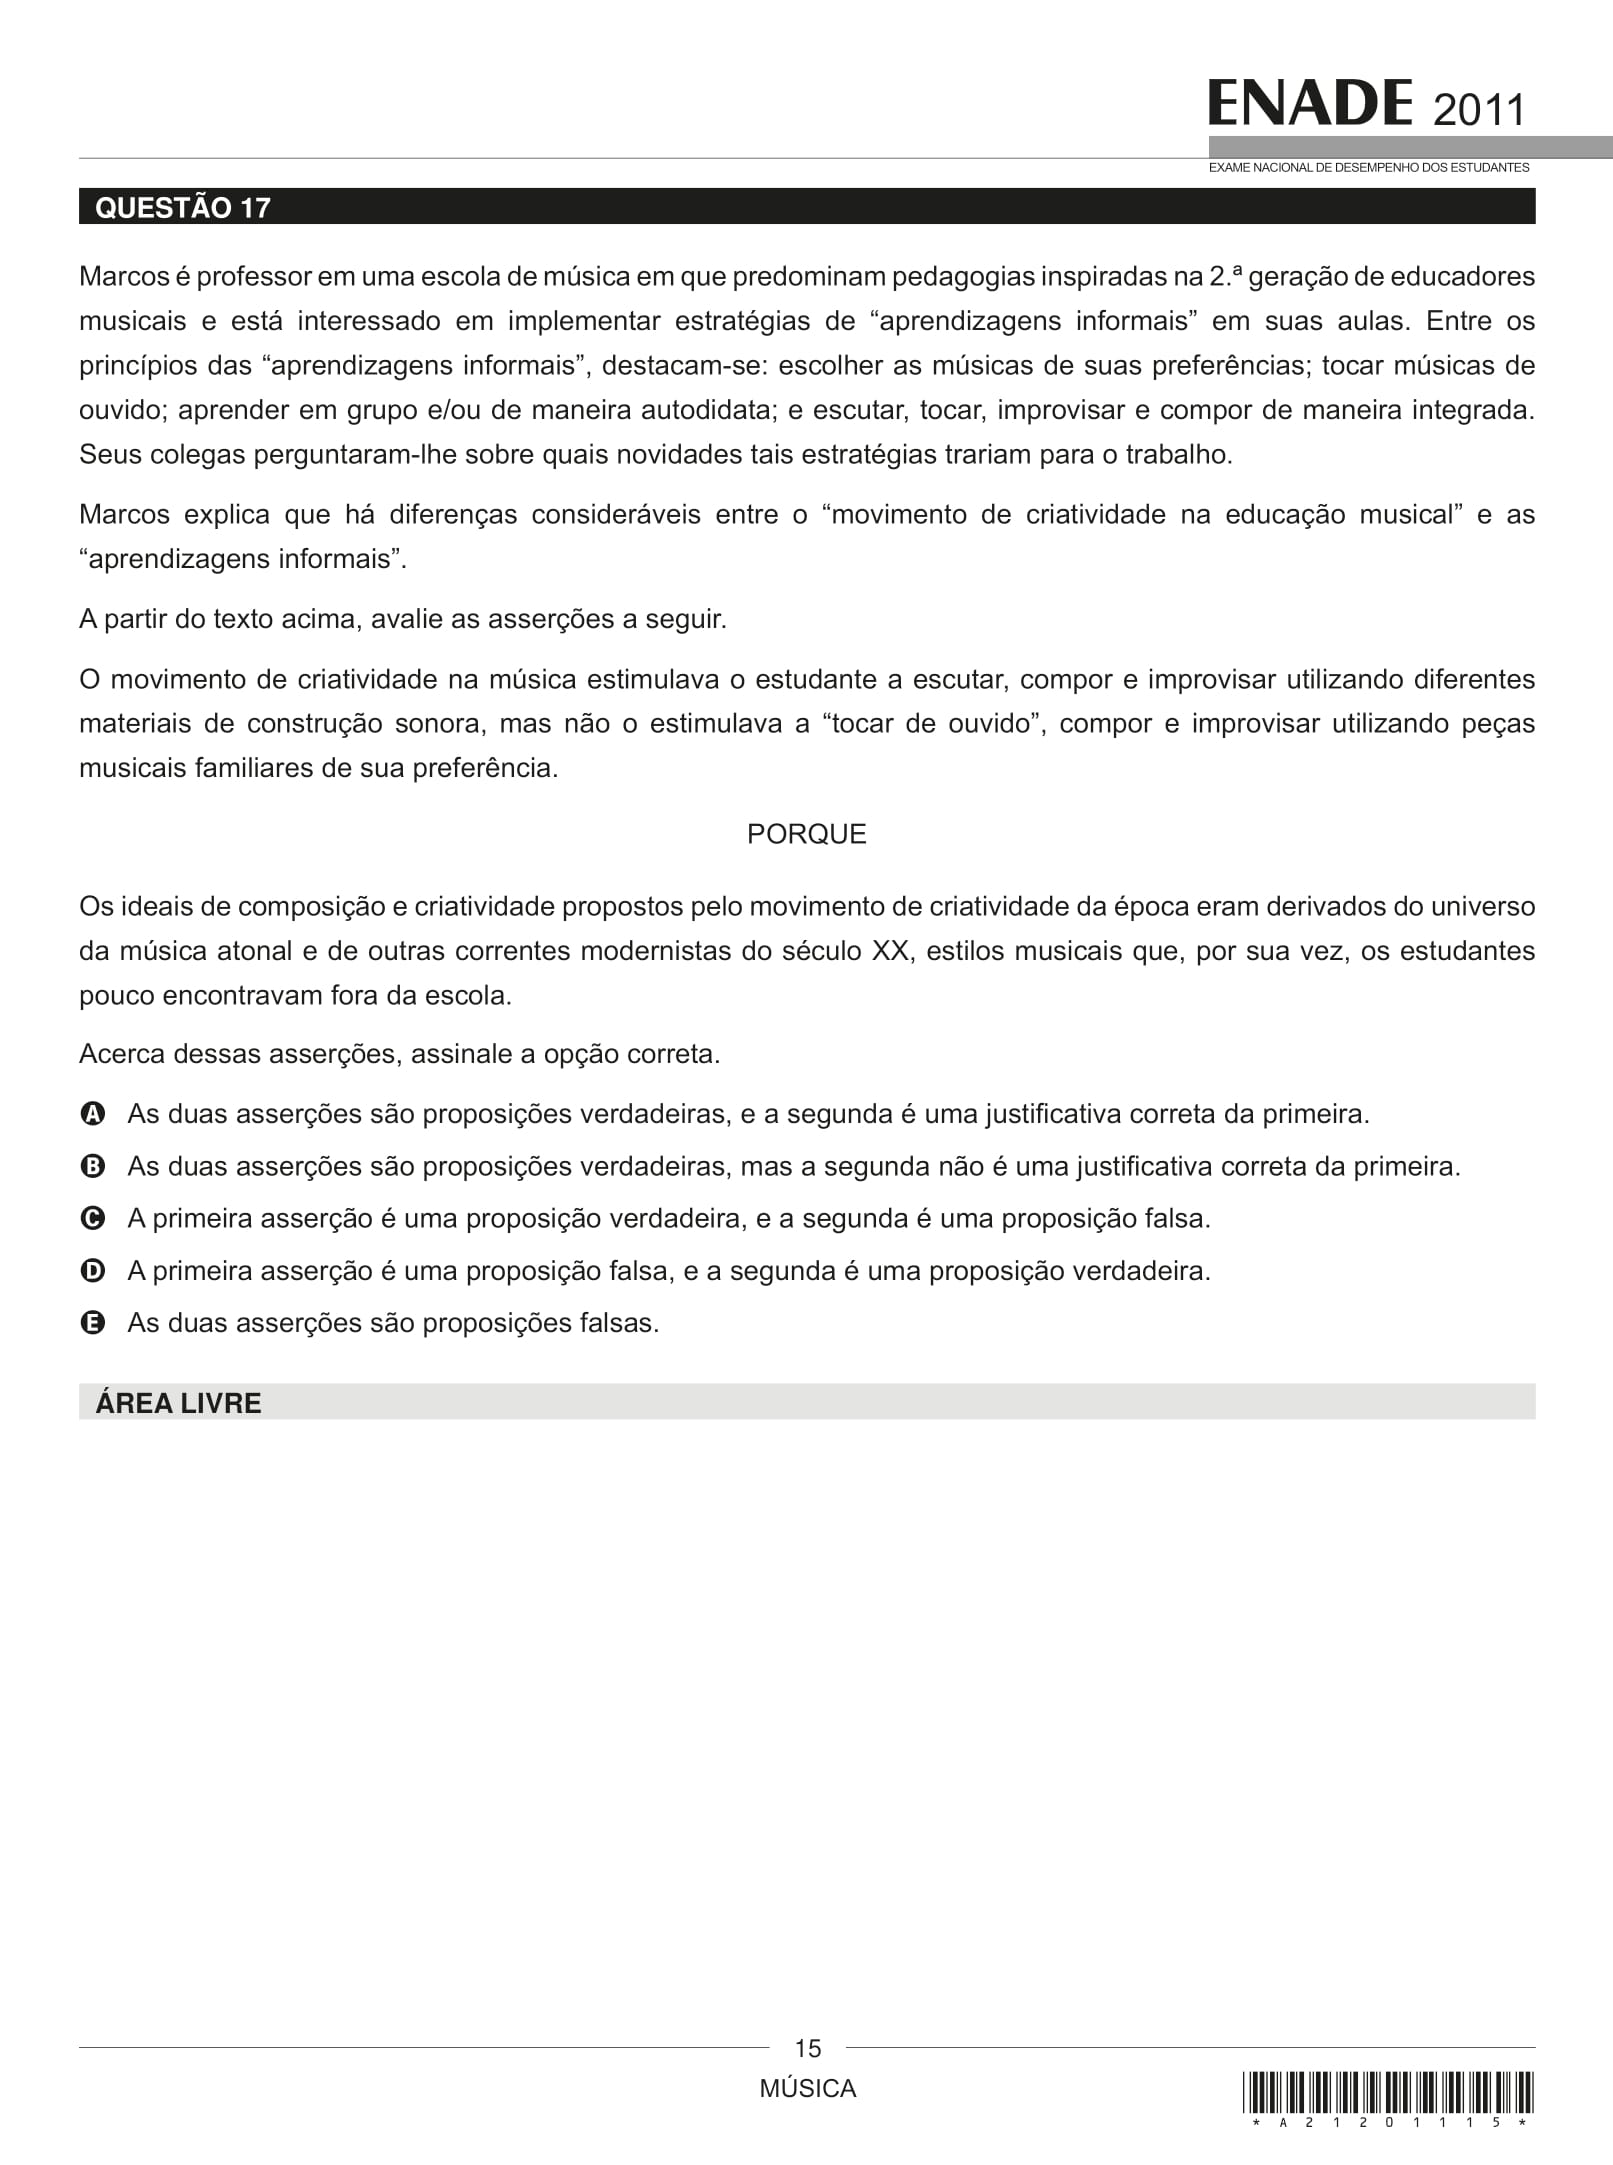 ENADE 2011
EXAME NACIONAL DE DESEMPENHO DOS ESTUDANTES
QUESTÃO 17
Marcos é professor em uma escola de música em que predominam pedagogias inspiradas na 2.ª geração de educadores
musicais e está interessado em implementar estratégias de “aprendizagens informais” em suas aulas. Entre os
princípios das “aprendizagens informais”, destacam-se: escolher as músicas de suas preferências; tocar músicas de
ouvido; aprender em grupo e/ou de maneira autodidata; e escutar, tocar, improvisar e compor de maneira integrada.
Seus colegas perguntaram-lhe sobre quais novidades tais estratégias trariam para o trabalho.
Marcos explica que há diferenças consideráveis entre o “movimento de criatividade na educação musical” e as
“aprendizagens informais”.
A partir do texto acima, avalie as asserções a seguir.
O movimento de criatividade na música estimulava o estudante a escutar, compor e improvisar utilizando diferentes
materiais de construção sonora, mas não o estimulava a “tocar de ouvido”, compor e improvisar utilizando peças
musicais familiares de sua preferência.
PORQUE
Os ideais de composição e criatividade propostos pelo movimento de criatividade da época eram derivados do universo
da música atonal e de outras correntes modernistas do século XX, estilos musicais que, por sua vez, os estudantes
pouco encontravam fora da escola.
Acerca dessas asserções, assinale a opção correta.
A As duas asserções são proposições verdadeiras, e a segunda é uma justificativa correta da primeira.
B As duas asserções são proposições verdadeiras, mas a segunda não é uma justificativa correta da primeira.
C A primeira asserção é uma proposição verdadeira, e a segunda é uma proposição falsa.
D A primeira asserção é uma proposição falsa, e a segunda é uma proposição verdadeira.
E As duas asserções são proposições falsas.
ÁREA LIVRE
15
MÚSICA
* A 2 1 2 0 1 1 1 5 *